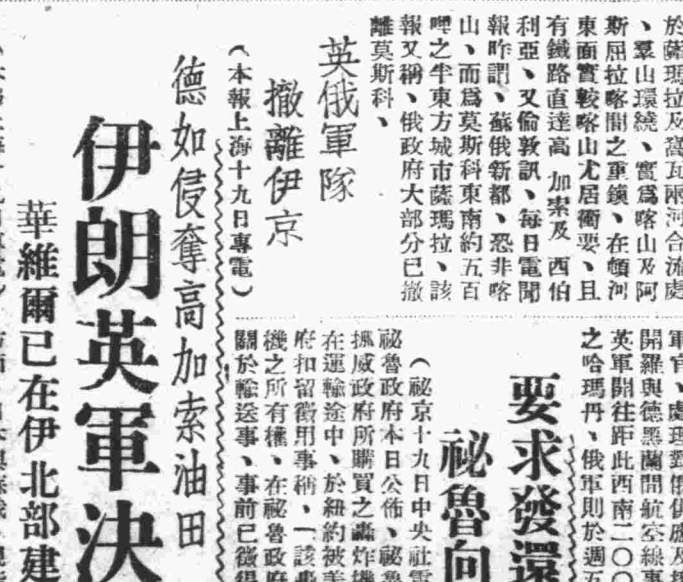 於薩瑪拉及窩瓦兩河合流處
、羣山環繞、實爲喀山及阿
斯屈拉喀間之重鎮、在頓河
東面實較喀山尤居衝要、且
有鐵路直達高加索及西伯
利亞、又倫敦訊、每日電聞
報昨謂、蘇俄新都、恐非喀
山、而爲莫斯科東南約五百
哩之半東方城市薩瑪拉、該
報又稱、俄政府大部分已撤
離莫斯科、
英俄軍隊
撤離伊京
(本報上海十九日專電)
德如侵奪高加索油田
伊朗英軍決
華維爾已在伊北部建
軍官、處理對俄供應及
開羅與德黑蘭間航空線
英軍開往距此西南二〇
之哈瑪丹、俄軍則於週五
要求發還
祕魯向
(祕京十九日中央社電
祕魯政府本日公佈、祕魯
挪威政府所購買之轟炸機
在運輸途中、於紐約被美
府扣留徵用事稱、「該
機之所有權、在祕魯政府
關於輸送事、事前已徵得